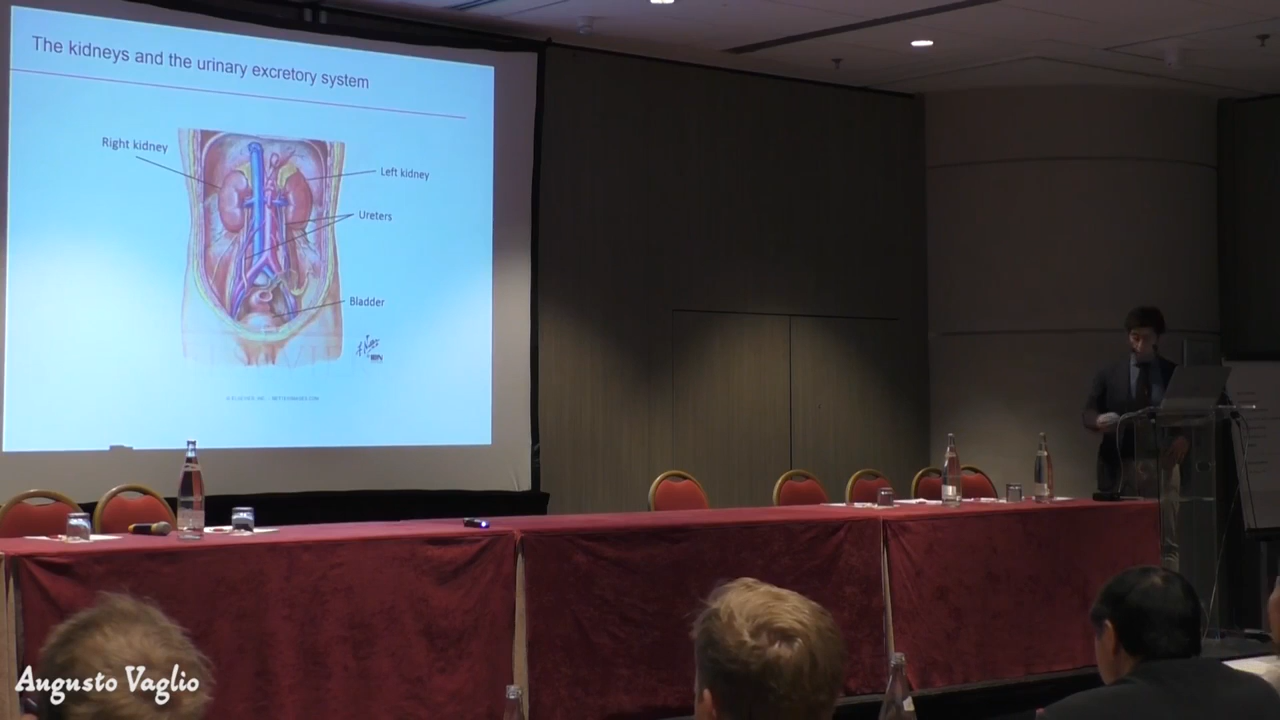 The kidneys and the urinary excretory system
Right kidney
Left kidney
Ureters
Bladder
Augusto Vaglio